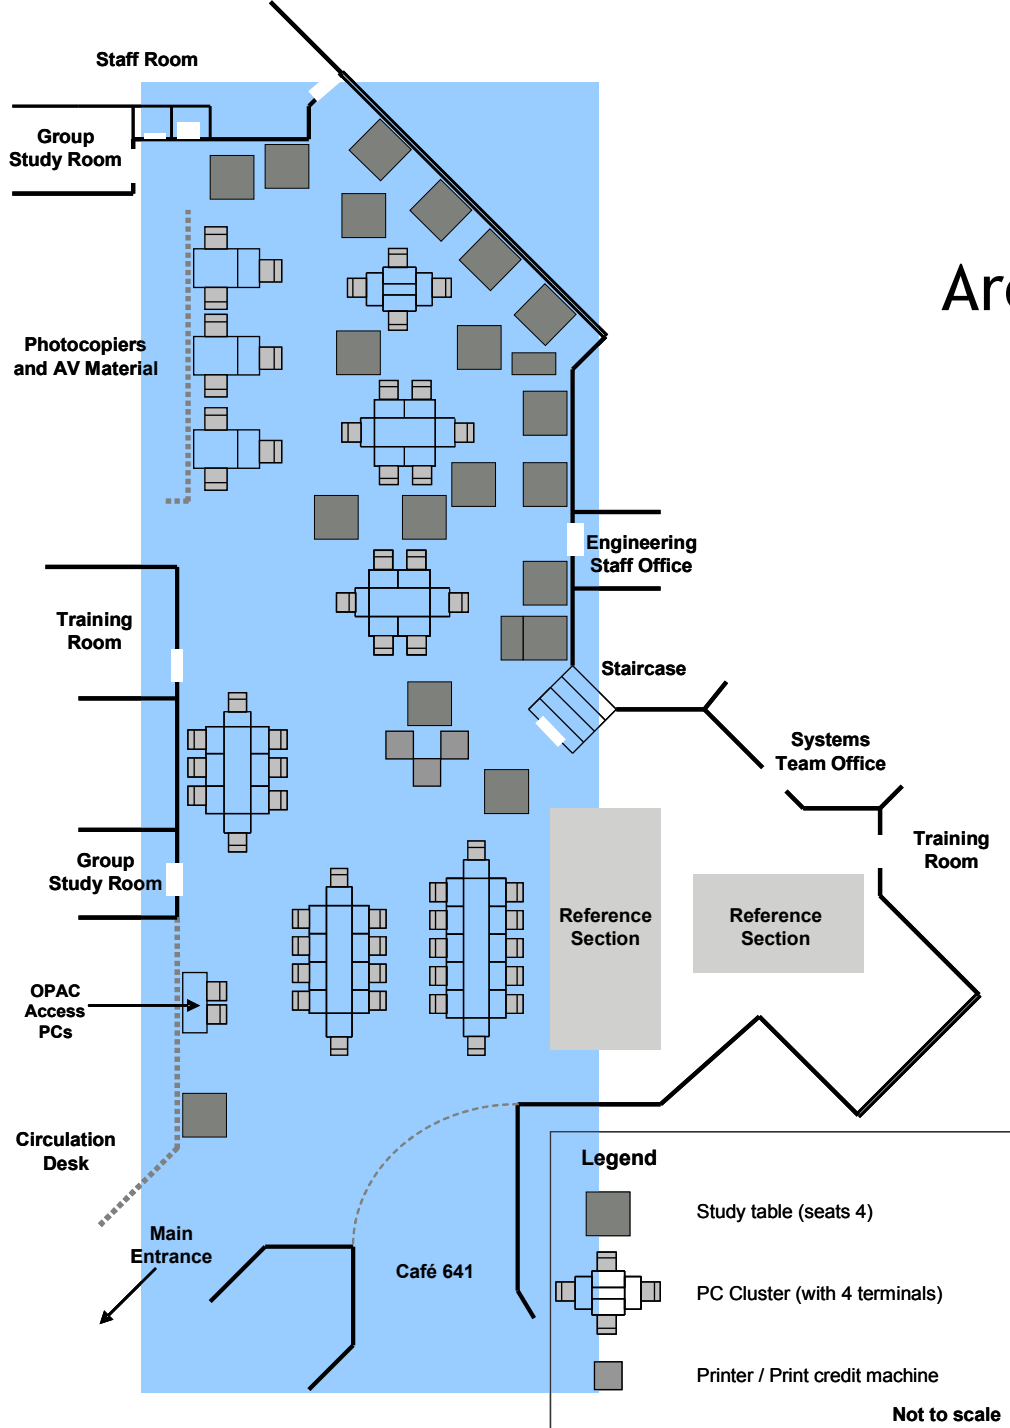 Staff Room
Group
Study Room
Photocopiers
and AV Material
Engineering
Staff Office
Training
Room
Staircase
Systems
Team Office
Training
Room
Group
Study Room
Reference
Section
Reference
Section
OPAC
Access
PCs
Circulation
Desk
Main
Entrance
Café 641
Legend
Study table (seats 4)
PC Cluster (with 4 terminals)
Printer / Print credit machine
Not to scale